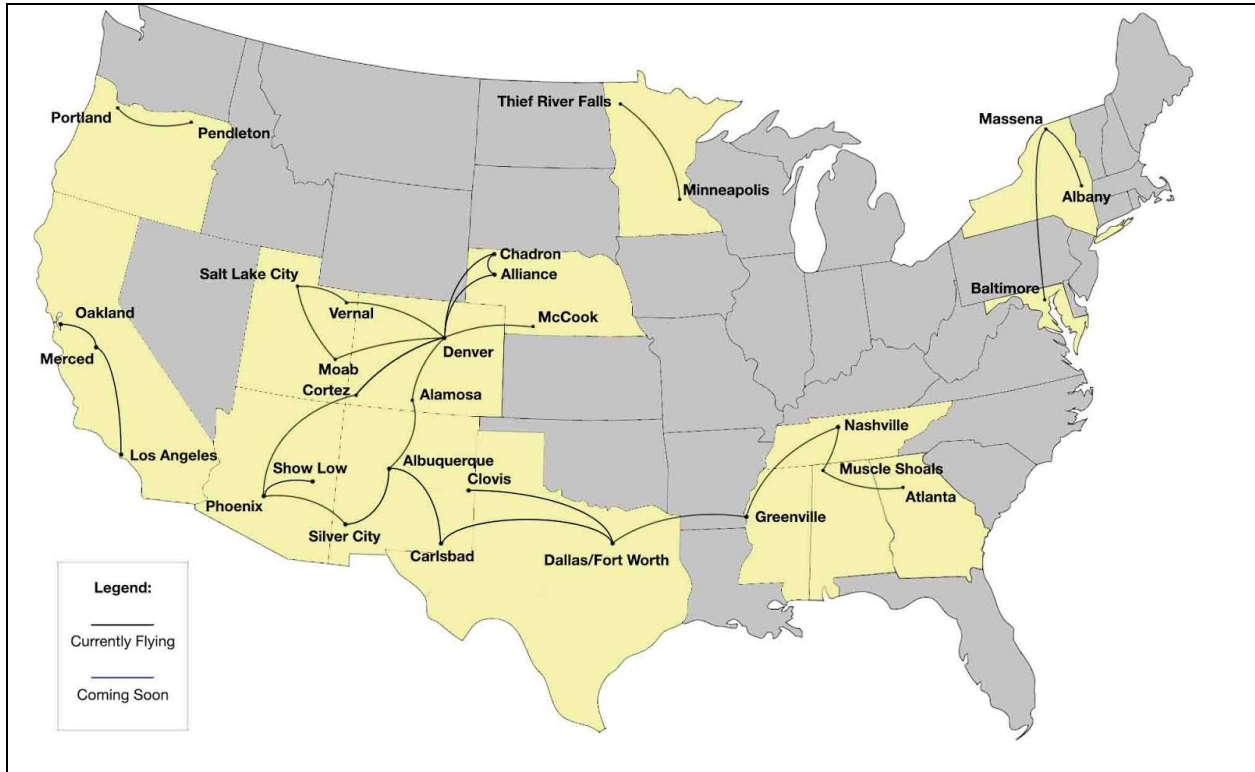 Thief River Falls
Portland
Pendleton
Massena
Minneapolis
Albany
Chadron
Salt Lake City
Alliance
Baltimore
Oakland
Vernal
McCook
Merced
Denver
Moab
Cortez
Alamosa
Nashville
Los Angeles
Show Low
Albuquerque
Clovis
Muscle Shoals
Atlanta
Phoenix
Silver City
Greenville
Carlsbad
Dallas/Fort Worth
Legend:
Currently Flying
Coming Soon